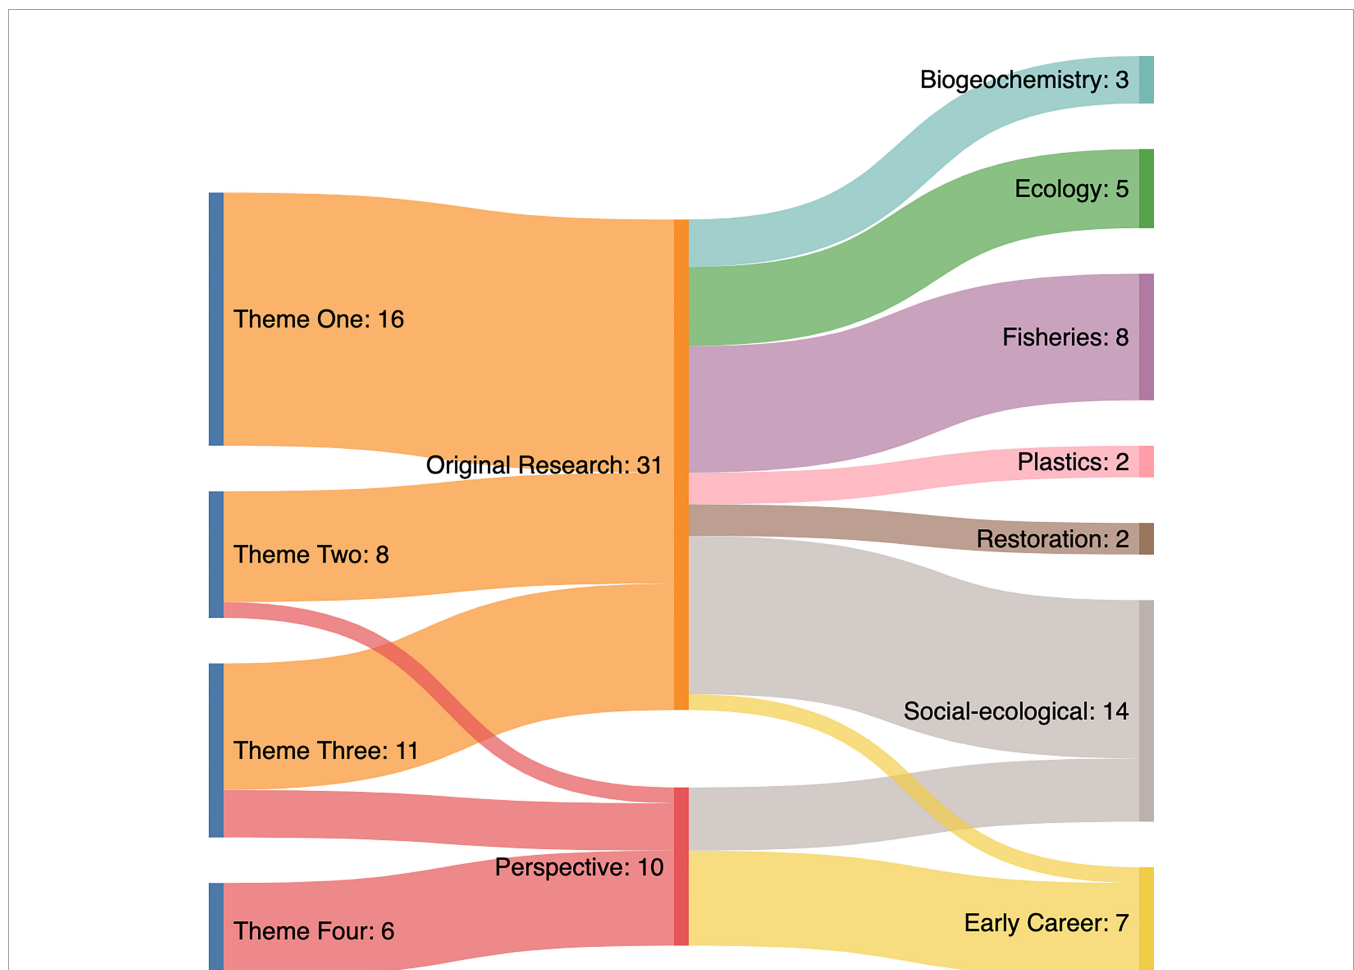 Biogeochemistry: 3
Ecology: 5
Theme One: 16
Fisheries: 8
Original Research: 31
Plastics: 2
Restoration: 2
Theme Two: 8
Social-ecological: 14
Theme Three: 11
Perspective: 10
Early Career: 7
Theme Four: 6